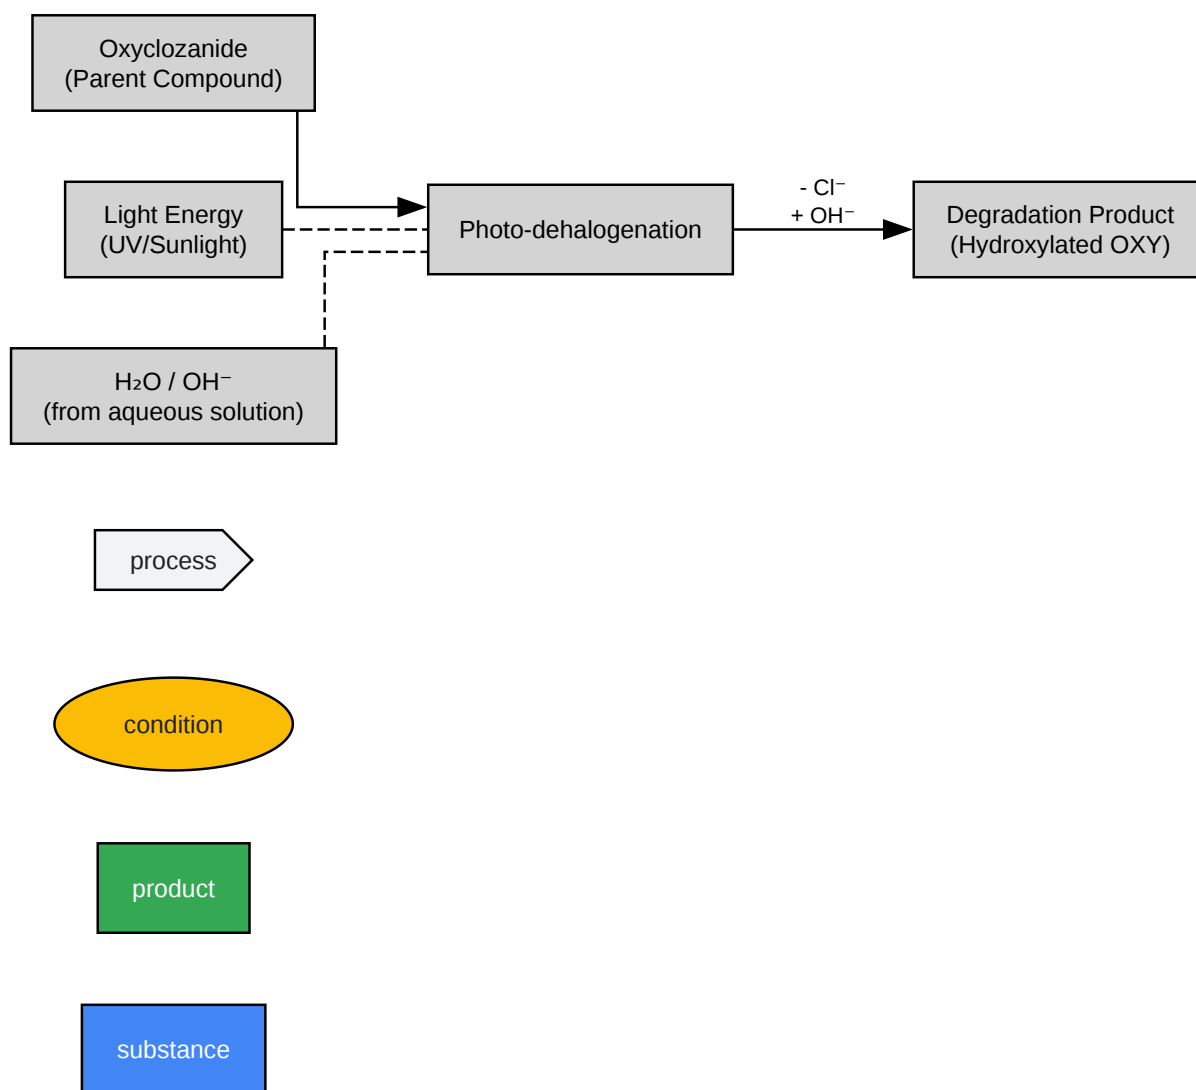 Oxyclozanide
(Parent Compound)
Light Energy
(UV/Sunlight)
Photo-dehalogenation
- Cl⁻
+ OH⁻
Degradation Product
(Hydroxylated OXY)
H₂O / OH⁻
(from aqueous solution)
process
condition
product
substance